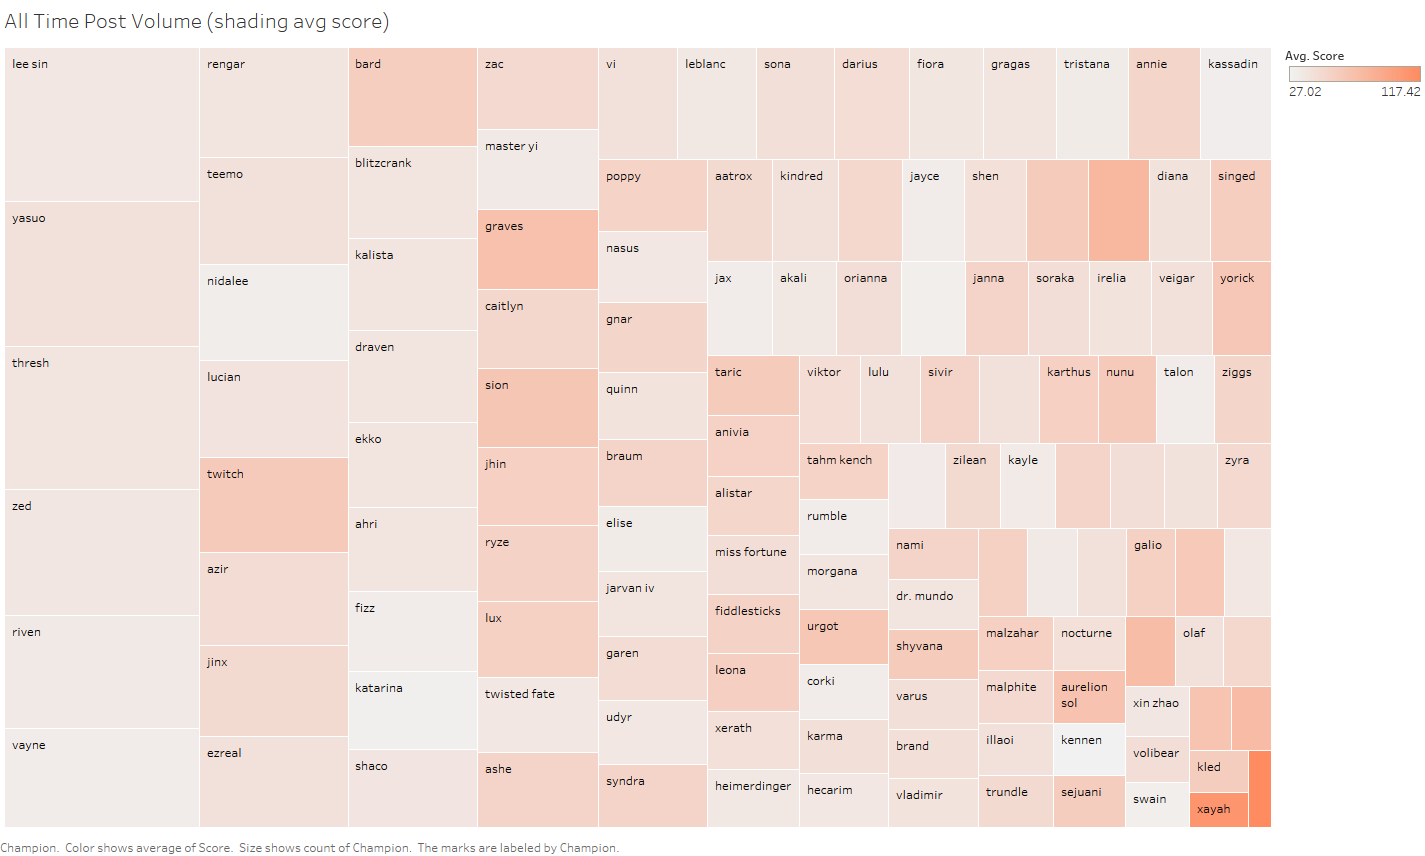 All Time Post Volume (shading avg score)
Avg. Score
27.02 117.42
lee sin
yasuo
thresh
zed
riven
vayne
rengar
teemo
nidalee
lucian
twitch
azir
jinx
ezreal
bard
blitzcrank
kalista
draven
ekko
ahri
fizz
katarina
shaco
zac
master yi
graves
caitlyn
sion
jhin
ryze
lux
twisted fate
ashe
vi
leblanc
sona
darius
fiora
gragas
tristana
annie
kassadin
poppy
nasus
gnar
quinn
braum
elise
jarvan iv
garen
udyr
syndra
aatrox
kindred
jayce
shen
diana
singed
jax
akali
orianna
janna
soraka
irelia
veigar
yorick
taric
anivia
alistar
miss fortune
fiddlesticks
leona
xerath
heimerdinger
viktor
lulu
sivir
karthus
nunu
talon
ziggs
tahm kench
rumble
morgana
urgot
corki
karma
hecarim
zilean
kayle
zyra
nami
dr. mundo
shyvana
varus
brand
vladimir
galio
malzahar
malphite
illaoi
trundle
nocturne
aurelion
sol
kennen
sejuani
olaf
xin zhao
volibear
swain
kled
xayah
Champion.  Color shows average of Score.  Size shows count of Champion.  The marks are labeled by Champion.